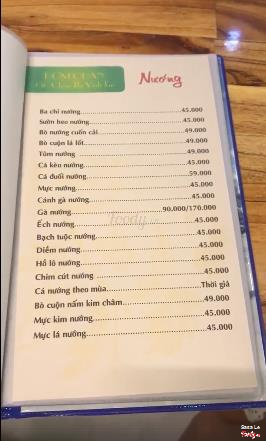 Nướng
Ba chỉ nướng 45.000
Sườn heo nướng 45.000
Bò nướng cuốn cải 49.000
Bò cuộn lá lốt 49.000
Tôm nướng 49.000
Cá kèo nướng 45.000
Cá đuối nướng 59.000
Mực nướng 45.000
Cánh gà nướng 45.000
Gà nướng 90.000/170.000
foody
Ếch nướng 45.000
Bạch tuộc nướng 45.000
Diềm nướng 45.000
Hồ lô nướng 45.000
Chim cút nướng 45.000
Cá nướng theo mùa Thời giá
Bò cuộn nấm kim châm 49.000
Mực kim nướng 45.000
Mực lá nướng 45.000